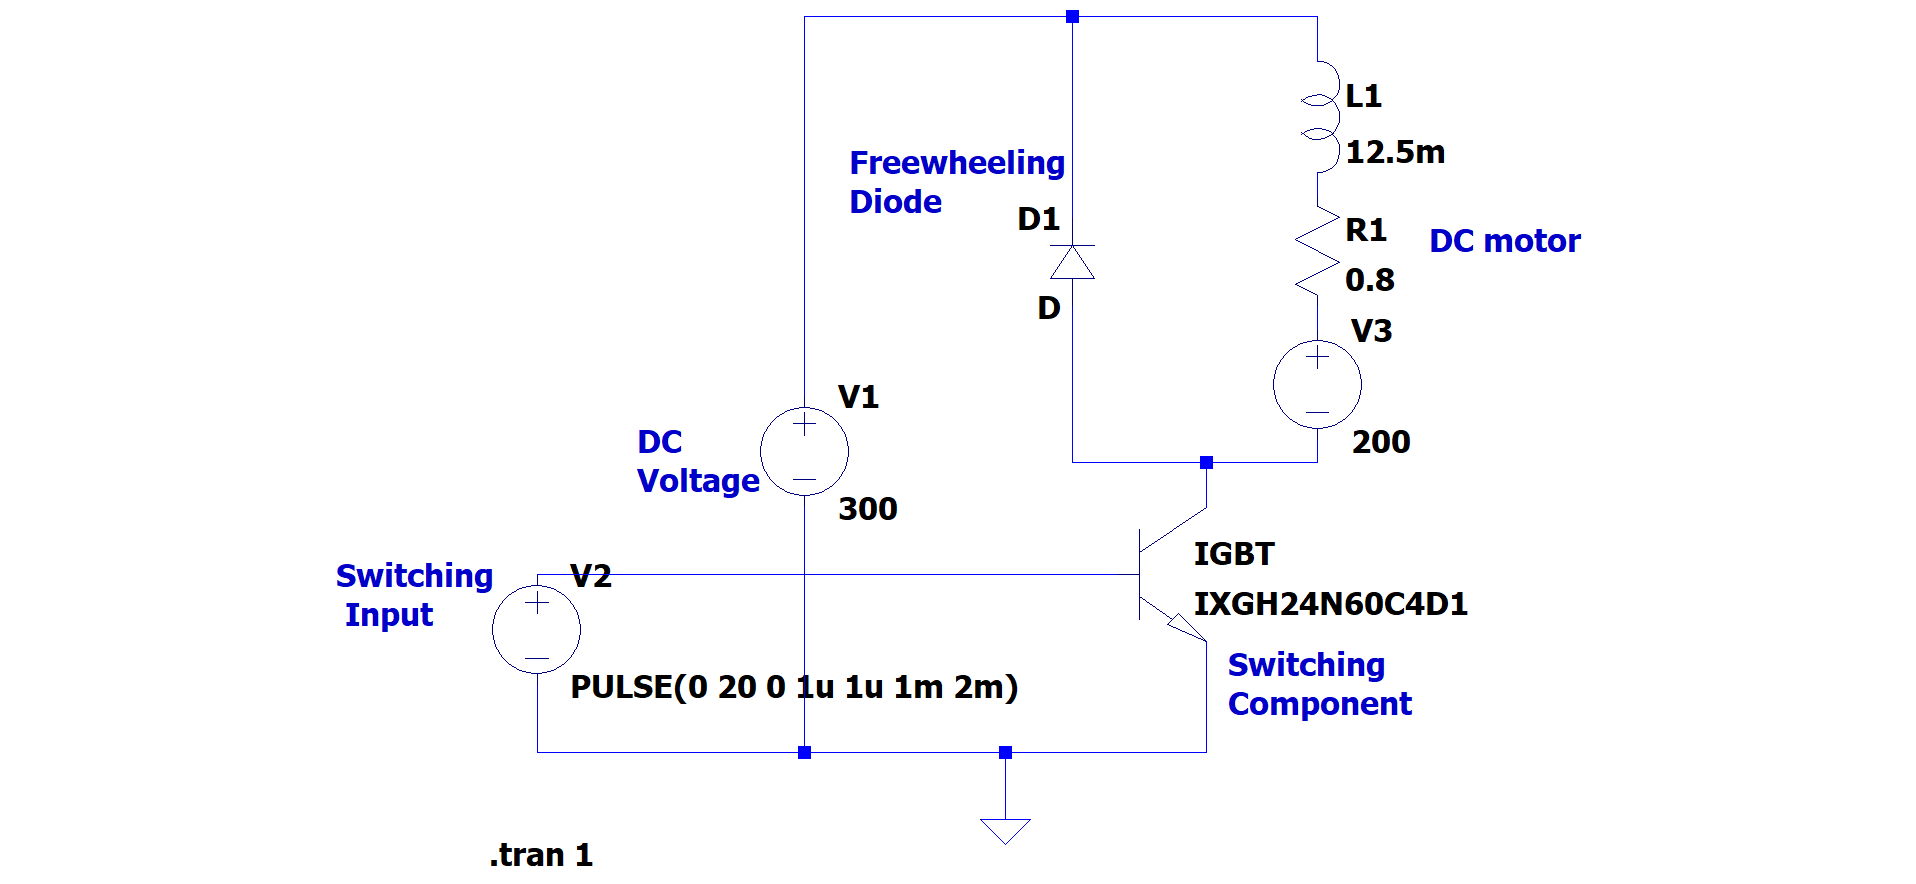 L1
12.5m
Freewheeling
Diode
D1
R1
DC motor
0.8
D
V3
V1
DC
Voltage
200
300
IGBT
Switching
Input
V2
IXGH24N60C4D1
Switching
Component
PULSE(0 20 0 1u 1u 1m 2m)
.tran 1